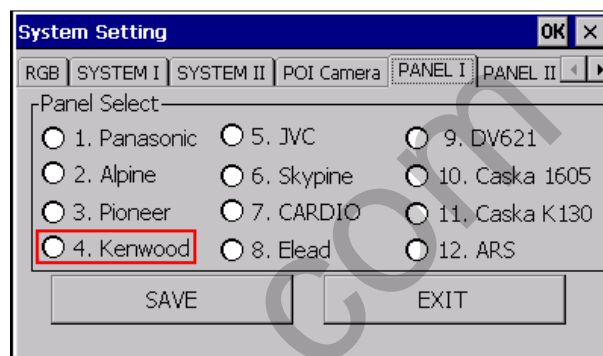 System Setting OK ×
RGB SYSTEM I SYSTEM II POI Camera PANEL I PANEL II
Panel Select
1. Panasonic 5. JVC 9. DV621
2. Alpine 6. Skypine 10. Caska 1605
3. Pioneer 7. CARDIO 11. Caska K130
4. Kenwood 8. Elead 12. ARS
SAVE EXIT
com